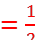 = 1/2